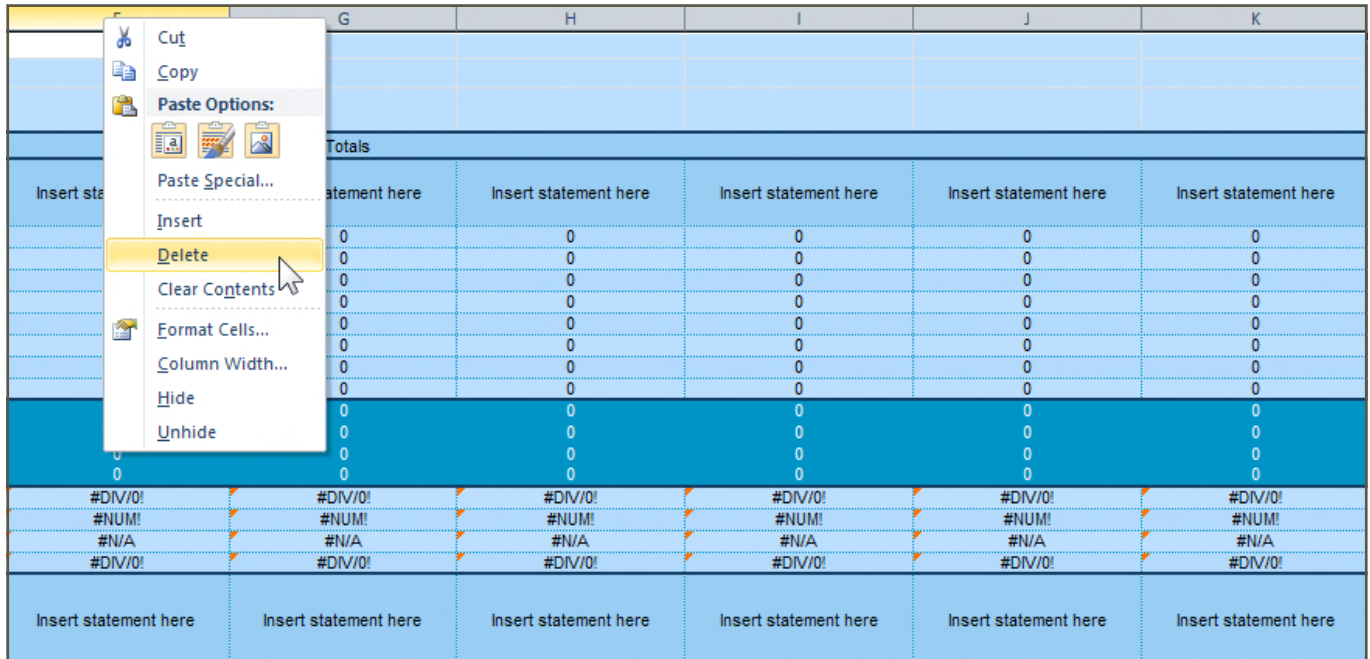 F G H I J K
Cut
Copy
Paste Options:
Totals
Paste Special...
Insert sta atement here Insert statement here Insert statement here Insert statement here Insert statement here
Insert
0 0 0 0 0
Delete
0 0 0 0 0
0 0 0 0 0
Clear Contents
0 0 0 0 0
0 0 0 0 0
Format Cells...
0 0 0 0 0
Column Width...
0 0 0 0 0
0 0 0 0 0
Hide
0 0 0 0 0
Unhide
0 0 0 0 0
0 0 0 0 0 0
0 0 0 0 0 0
#DIV/0! #DIV/0! #DIV/0! #DIV/0! #DIV/0! #DIV/0!
#NUM! #NUM! #NUM! #NUM! #NUM! #NUM!
#N/A #N/A #N/A #N/A #N/A #N/A
#DIV/0! #DIV/0! #DIV/0! #DIV/0! #DIV/0! #DIV/0!
Insert statement here Insert statement here Insert statement here Insert statement here Insert statement here Insert statement here